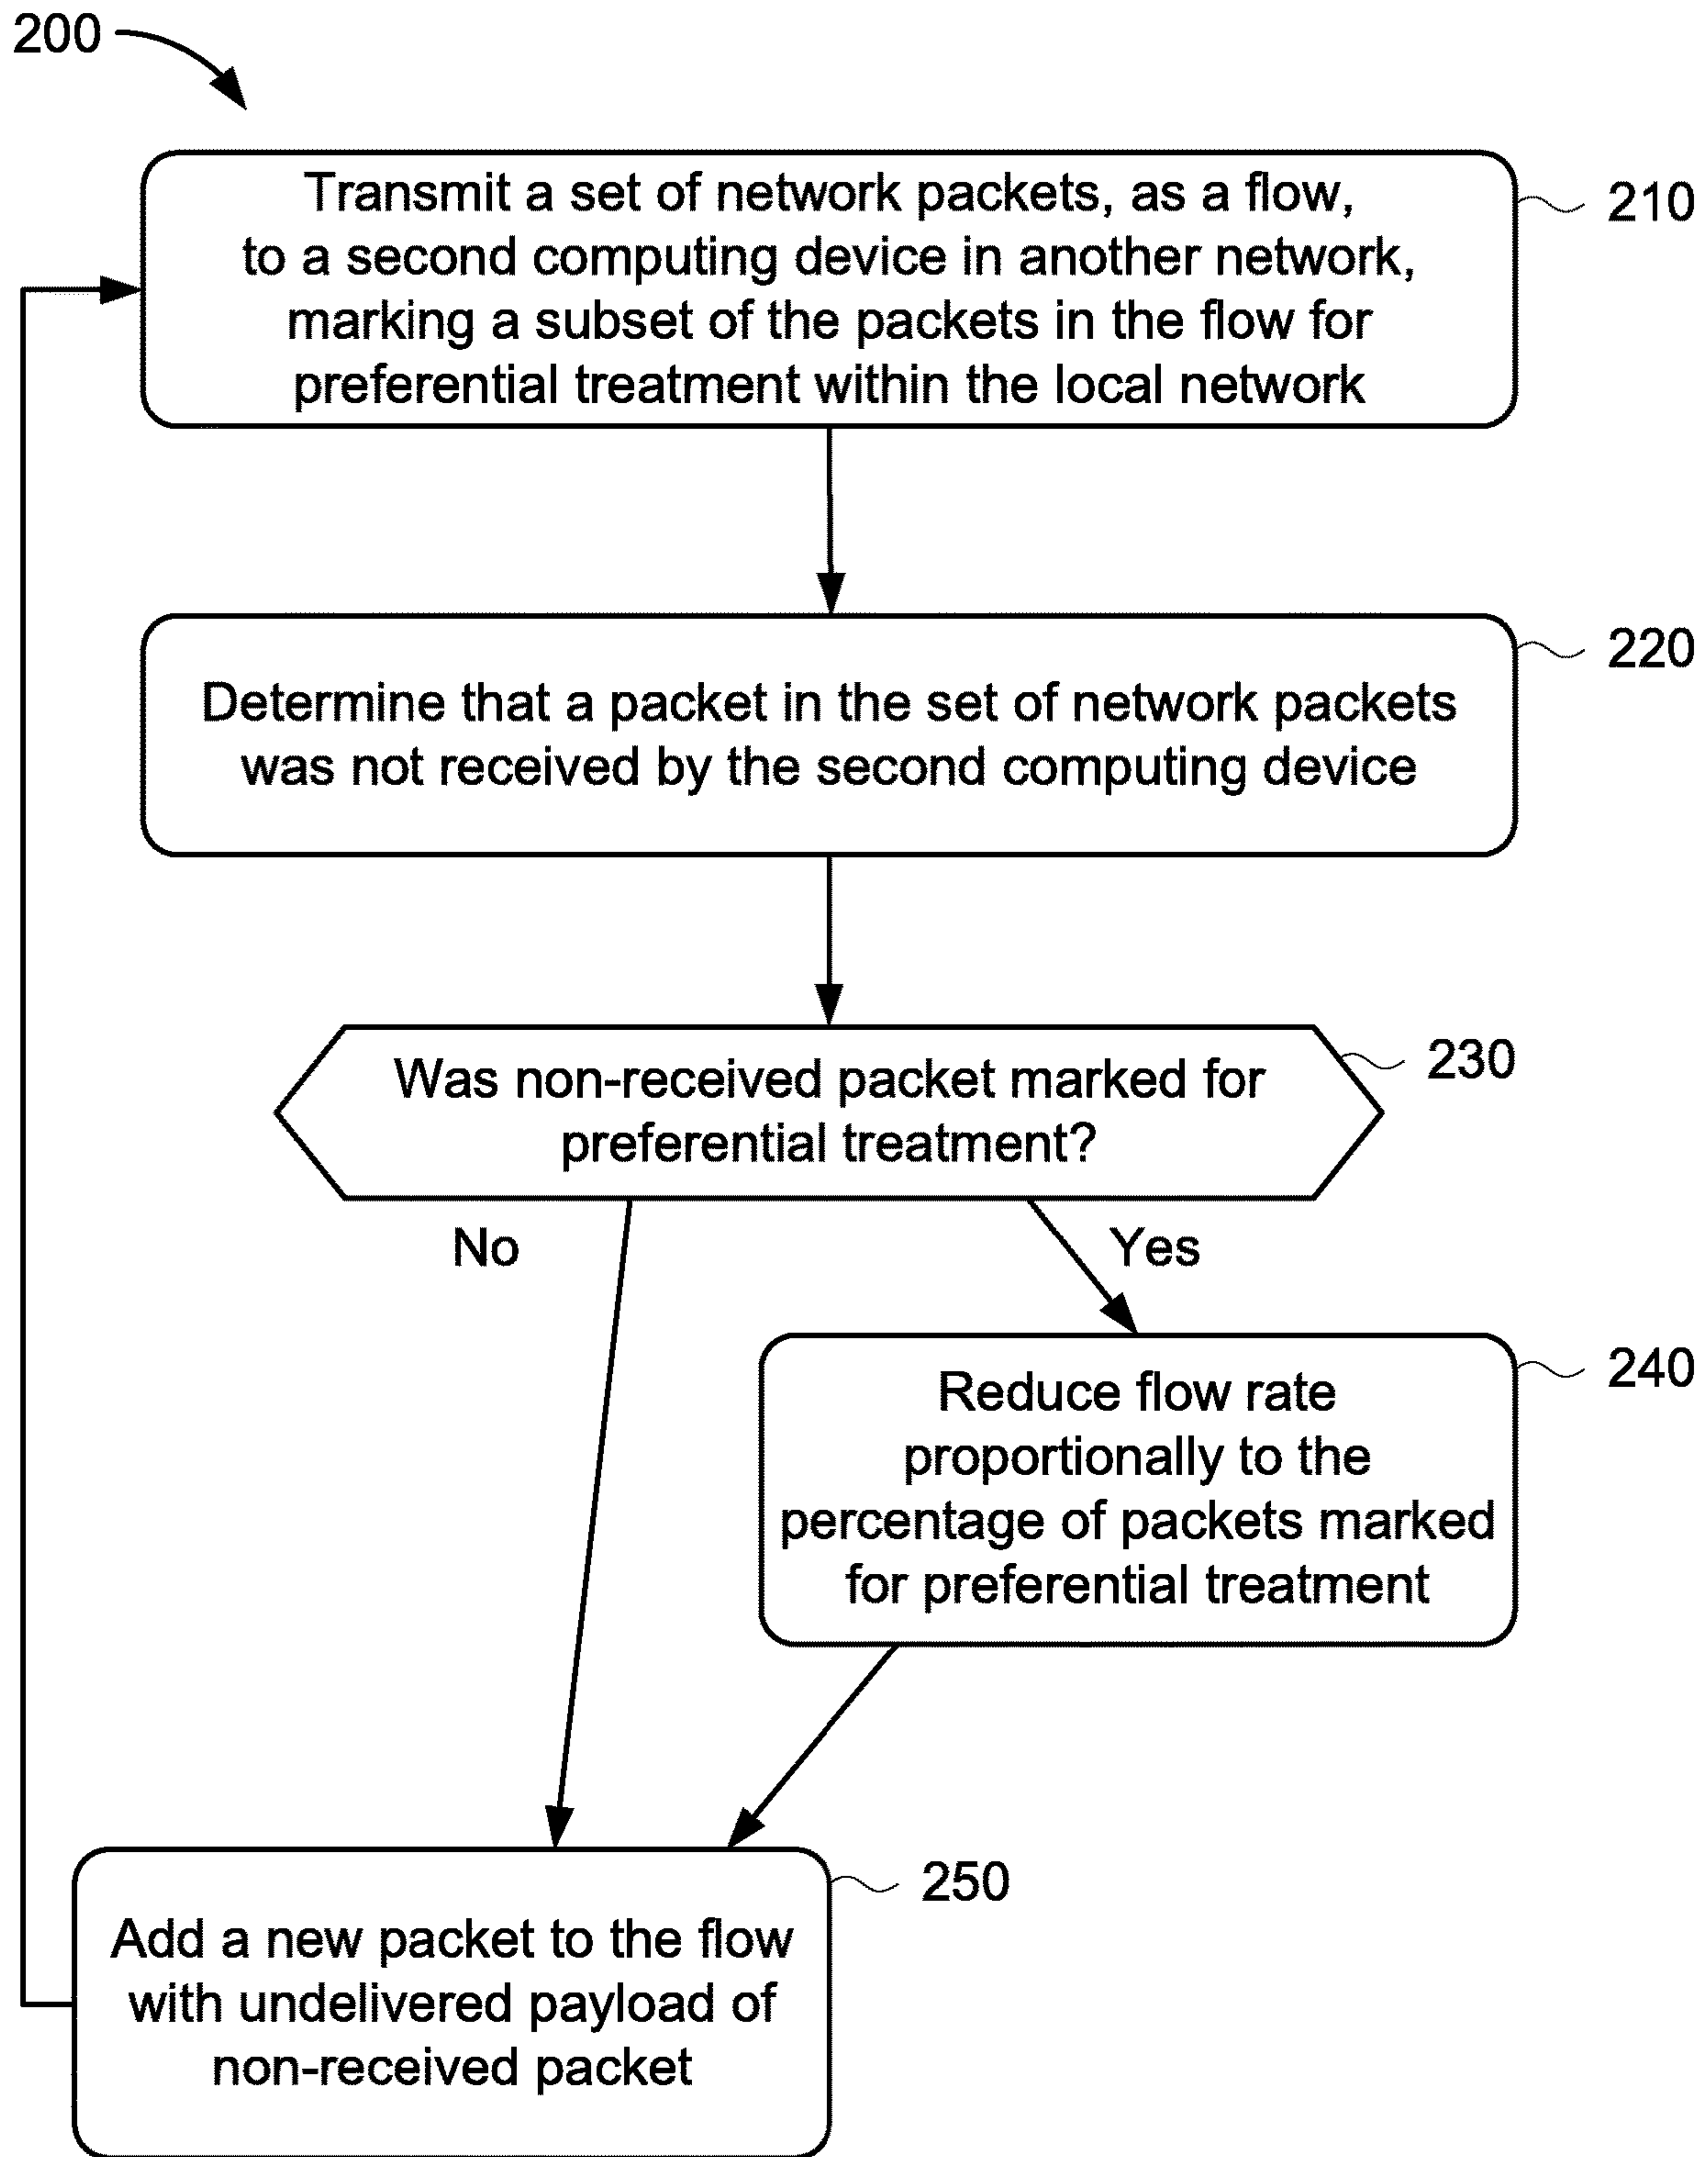 200
Transmit a set of network packets, as a flow,
to a second computing device in another network,
marking a subset of the packets in the flow for
preferential treatment within the local network
210
Determine that a packet in the set of network packets
was not received by the second computing device
220
Was non-received packet marked for
preferential treatment?
230
No
Yes
Reduce flow rate
proportionally to the
percentage of packets marked
for preferential treatment
240
Add a new packet to the flow
with undelivered payload of
non-received packet
250